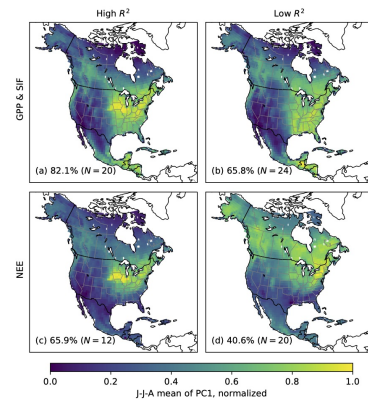 High R²
Low R²
GPP & SIF
(a) 82.1% (N = 20)
(b) 65.8% (N = 24)
NEE
(c) 65.9% (N = 12)
(d) 40.6% (N = 20)
0.0 0.2 0.4 0.6 0.8 1.0
J-J-A mean of PC1, normalized